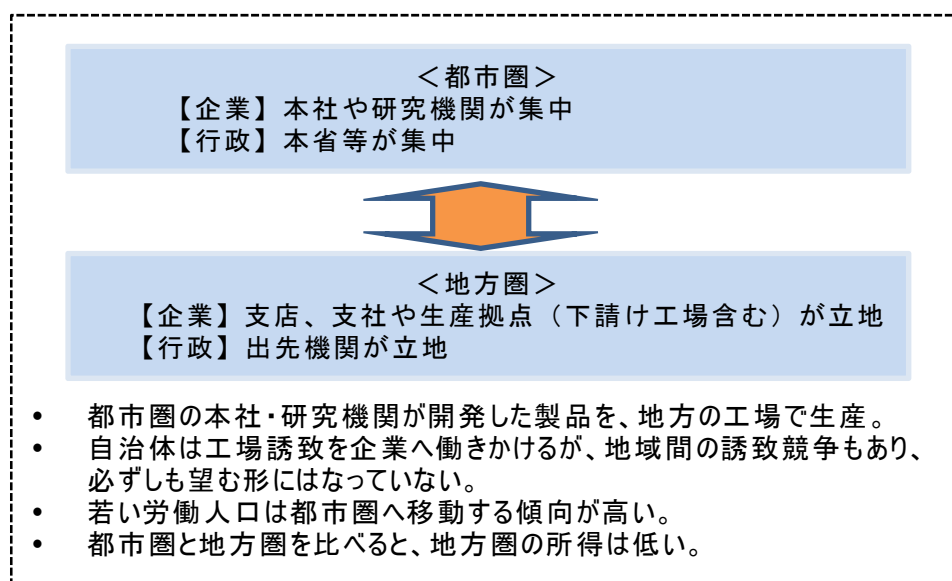 ＜都市圏＞
【企業】本社や研究機関が集中
【行政】本省等が集中
＜地方圏＞
【企業】支店、支社や生産拠点（下請け工場含む）が立地
【行政】出先機関が立地
• 都市圏の本社・研究機関が開発した製品を、地方の工場で生産。
• 自治体は工場誘致を企業へ働きかけるが、地域間の誘致競争もあり、
必ずしも望む形にはなっていない。
• 若い労働人口は都市圏へ移動する傾向が高い。
• 都市圏と地方圏を比べると、地方圏の所得は低い。